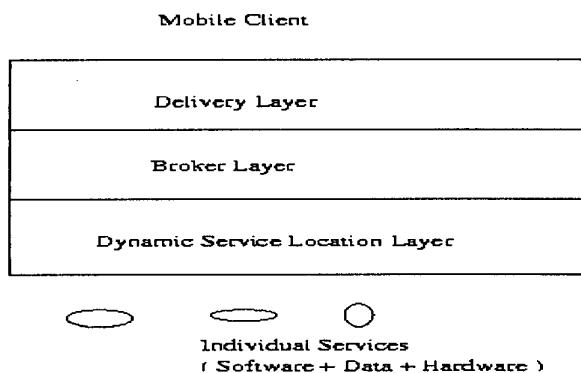 Mobile Client
Delivery Layer
Broker Layer
Dynamic Service Location Layer
Individual Services
( Software + Data + Hardware )